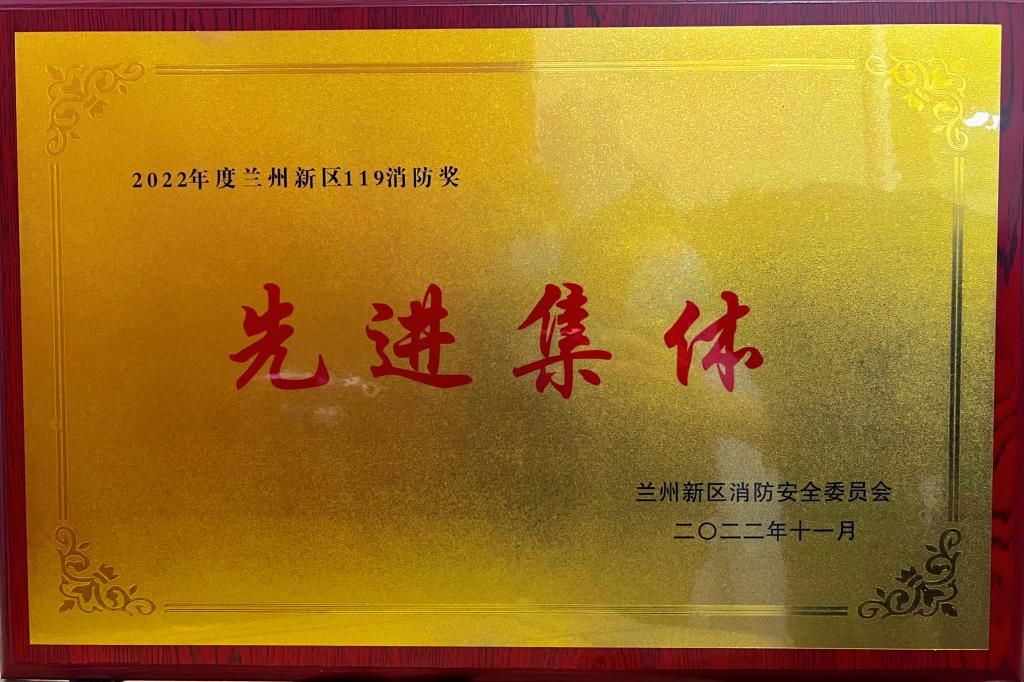 2022年度兰州新区119消防奖
先进集体
兰州新区消防安全委员会
二〇二二年十一月